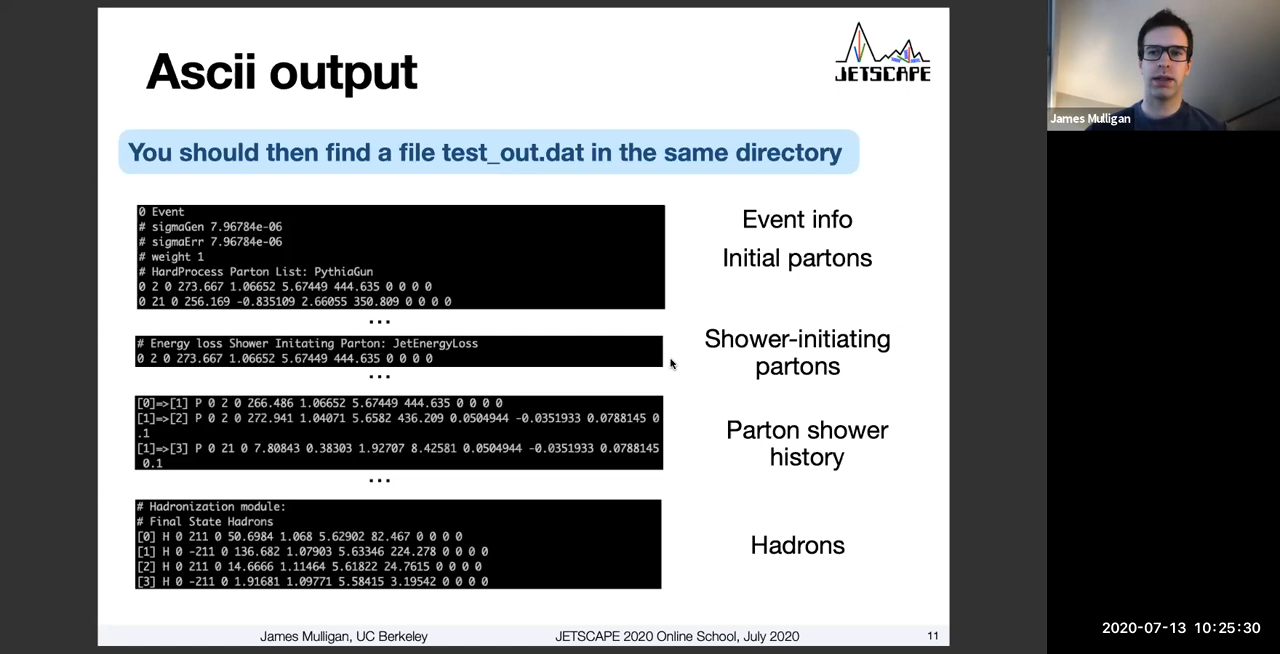 Ascii output
JETSCAPE
James Mulligan
You should then find a file test_out.dat in the same directory
0 Event
# sigmaGen 7.96784e-06
# sigmaErr 7.96784e-06
# weight 1
# HardProcess Parton List: PythiaGun
0 2 0 273.667 1.06652 5.67449 444.635 0 0 0 0
0 21 0 256.169 -0.835109 2.66055 350.809 0 0 0 0
Event info
Initial partons
...
# Energy loss Shower Initating Parton: JetEnergyLoss
0 2 0 273.667 1.06652 5.67449 444.635 0 0 0 0
Shower-initiating
partons
...
[0]=>[1] P 0 2 0 266.486 1.06652 5.67449 444.635 0 0 0 0
[1]=>[2] P 0 2 0 272.941 1.04071 5.6582 436.209 0.0504944 -0.0351933 0.0788145 0
.1
[1]=>[3] P 0 21 0 7.80843 0.38303 1.92707 8.42581 0.0504944 -0.0351933 0.0788145
0.1
Parton shower
history
...
# Hadronization module:
# Final State Hadrons
[0] H 0 211 0 50.6984 1.068 5.62902 82.467 0 0 0 0
[1] H 0 -211 0 136.682 1.07903 5.63346 224.278 0 0 0 0
[2] H 0 211 0 14.6666 1.11464 5.61822 24.7615 0 0 0 0
[3] H 0 -211 0 1.91681 1.09771 5.58415 3.19542 0 0 0 0
Hadrons
James Mulligan, UC Berkeley
JETSCAPE 2020 Online School, July 2020
11
2020-07-13 10:25:30